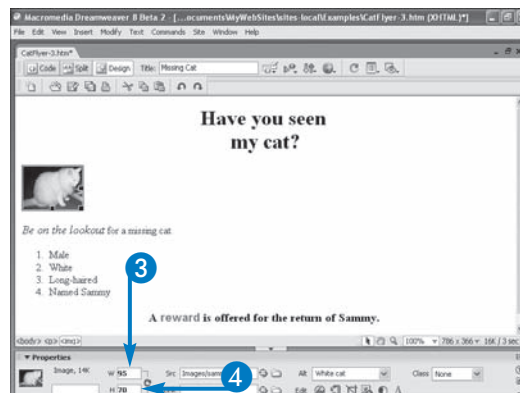 Macromedia Dreamweaver 8 Beta 2 - [...ocuments\MyWebSites\sites-local\Examples\CatFlyer-3.htm (XHTML)*]
File Edit View Insert Modify Text Commands Site Window Help
CatFlyer-3.htm*
Code Split Design Title: Missing Cat
Have you seen
my cat?
Be on the lookout for a missing cat
1. Male
2. White
3. Long-haired
4. Named Sammy
3
A reward is offered for the return of Sammy.
<body> <p> <img>
100% 786 x 366 16K / 3 sec
Properties
Image, 14K W 95 Src Images/sam Alt White cat Class None
H 70 4 Edit